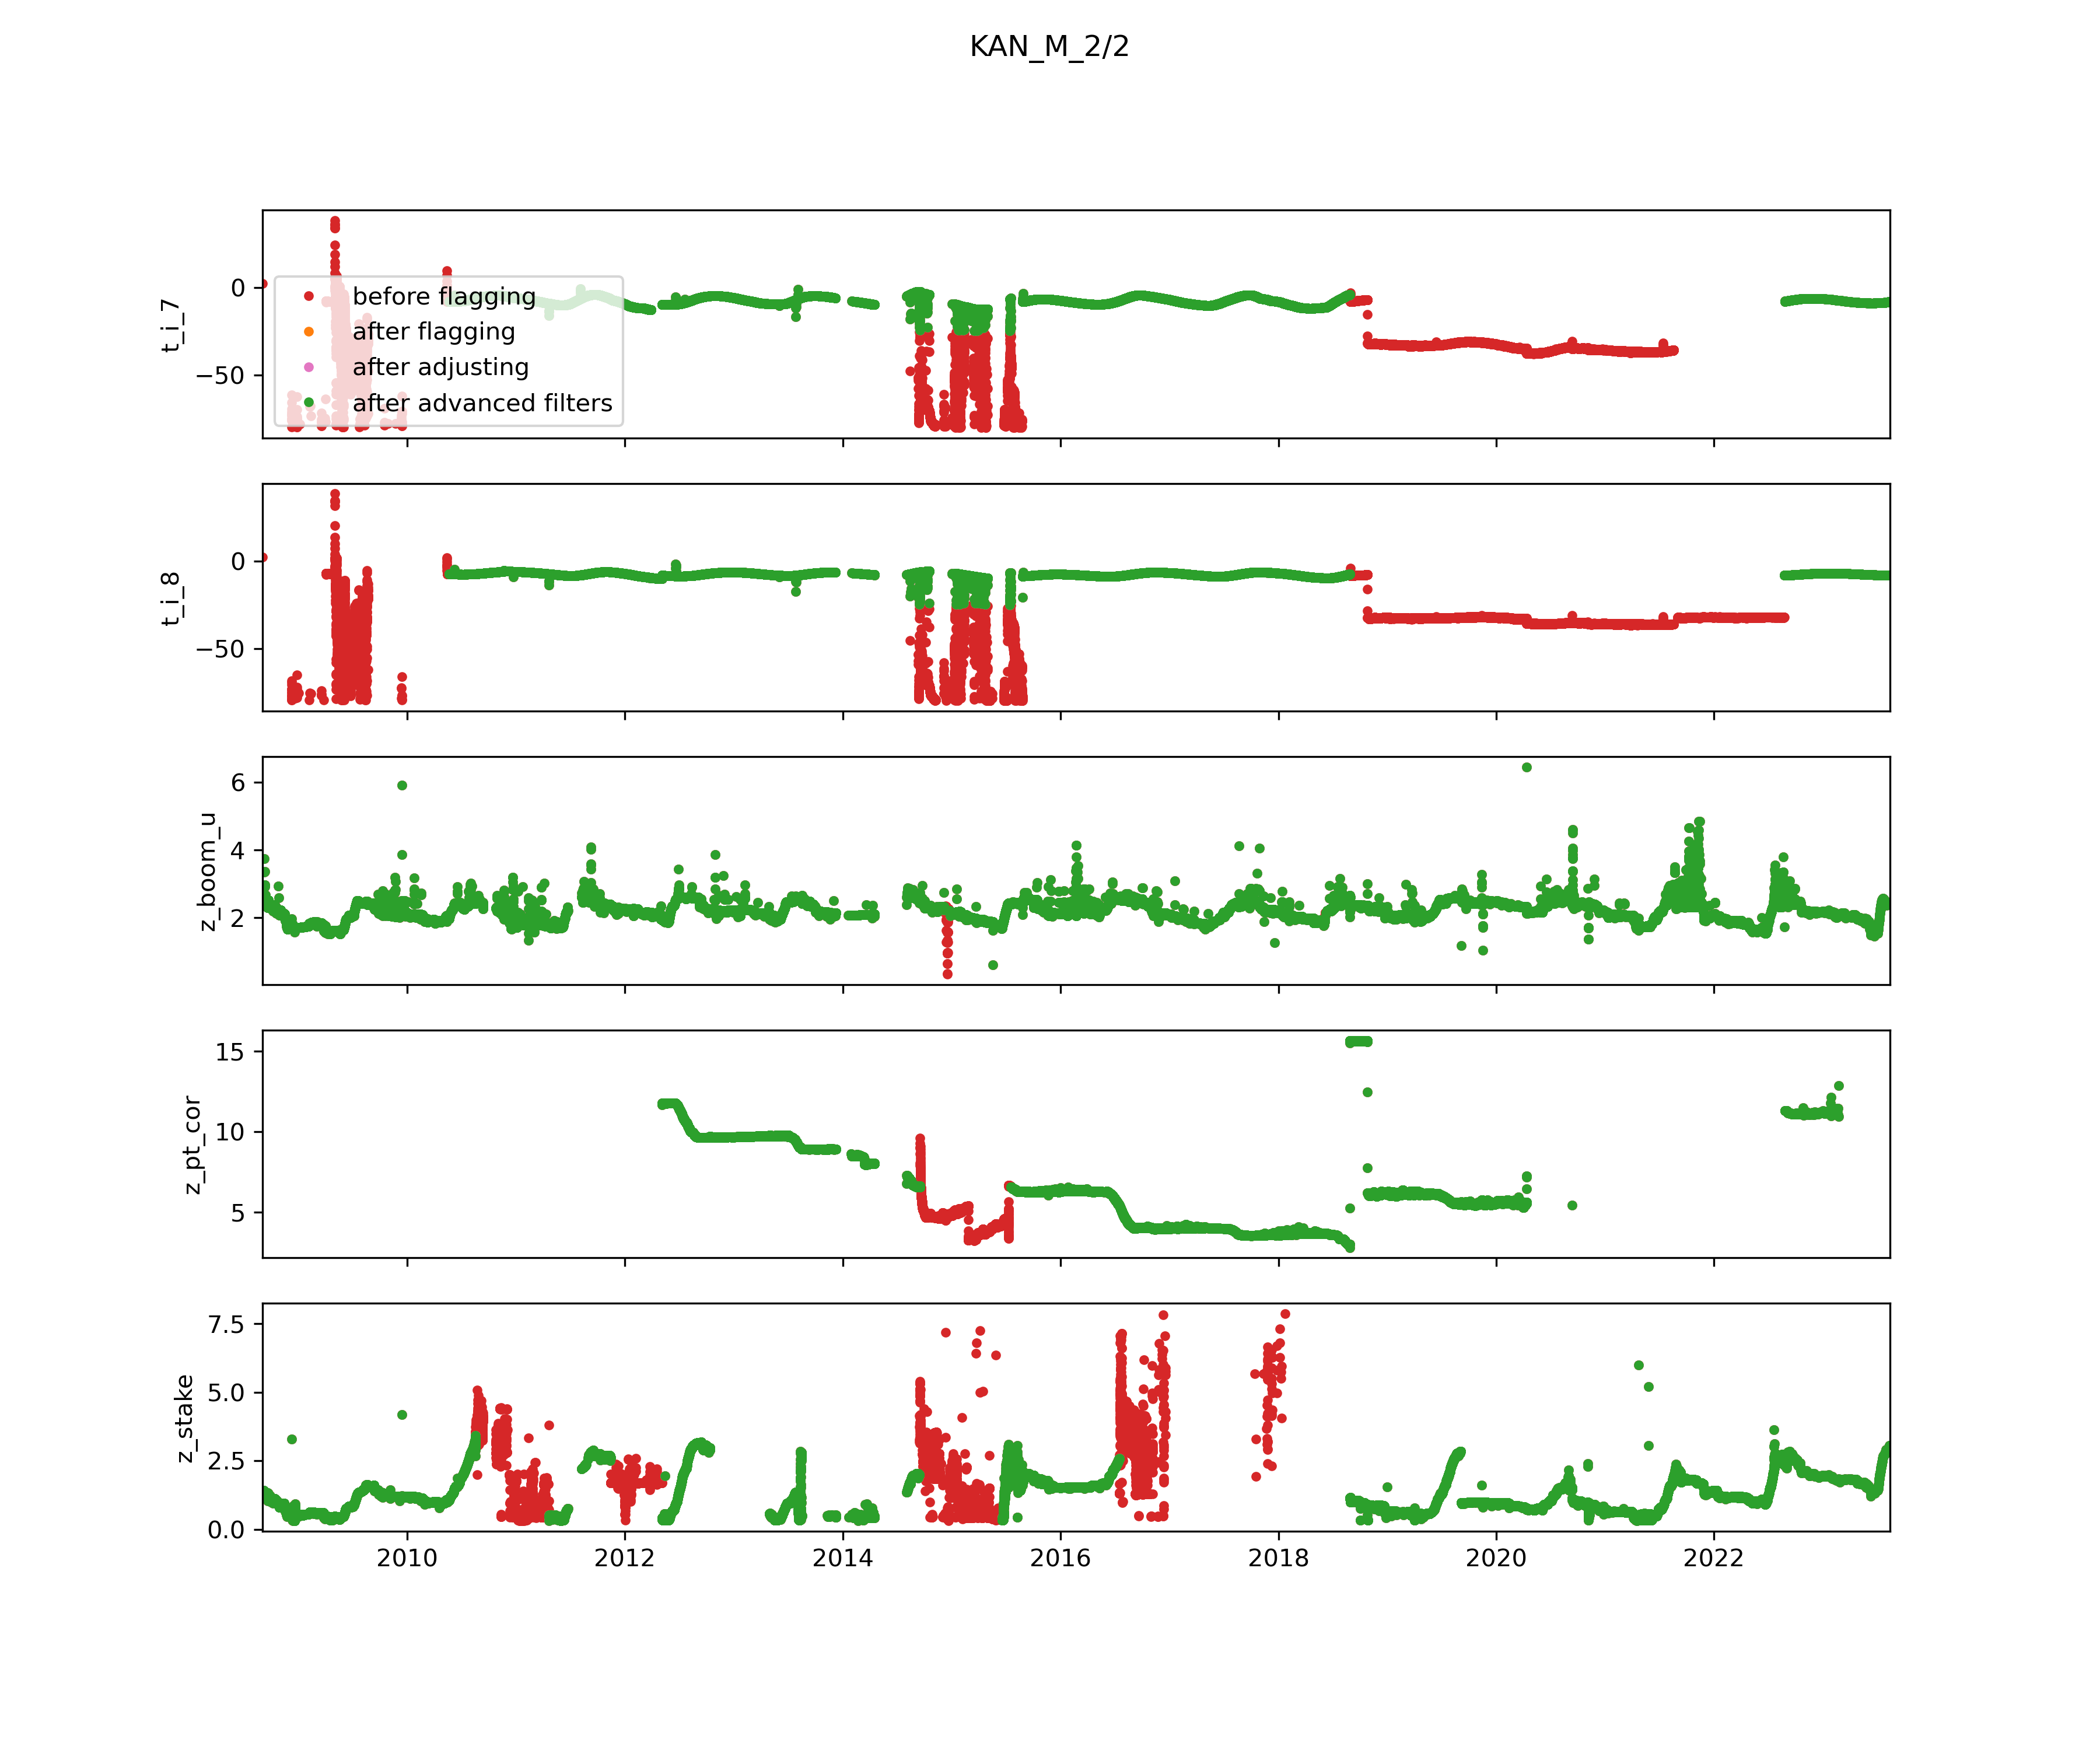 KAN_M_2/2
t_i_7
0
−50
before flagging
after flagging
after adjusting
after advanced filters
t_i_8
0
−50
z_boom_u
6
4
2
z_pt_cor
15
10
5
z_stake
7.5
5.0
2.5
0.0
2010 2012 2014 2016 2018 2020 2022